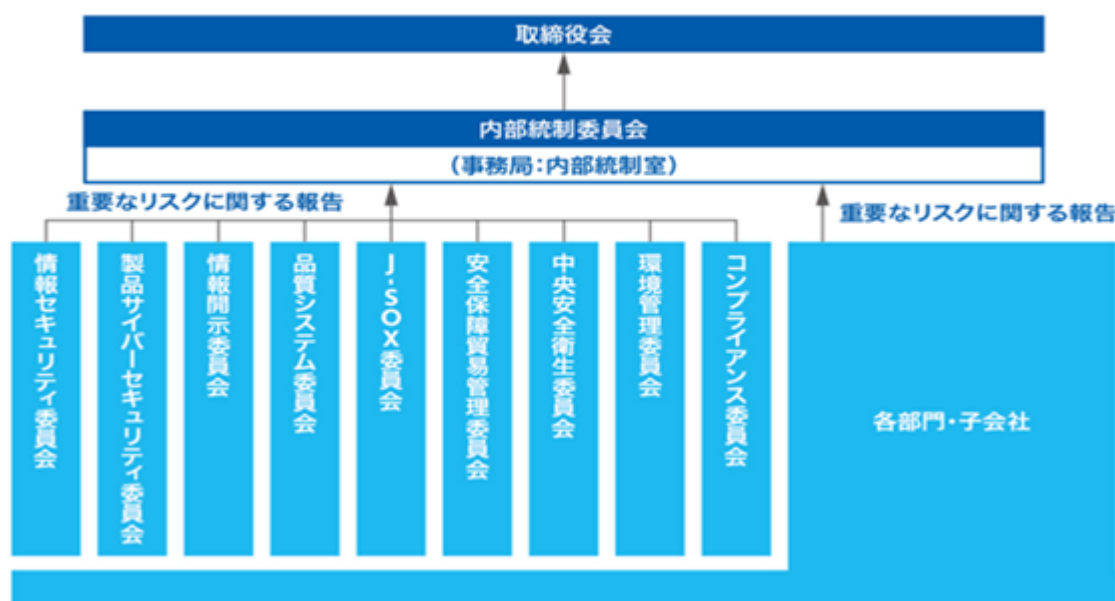 取締役会
内部統制委員会
（事務局：内部統制室）
重要なリスクに関する報告
重要なリスクに関する報告
情報セキュリティ委員会
製品サイバーセキュリティ委員会
情報開示委員会
品質システム委員会
J-SOX委員会
安全保障貿易管理委員会
中央安全衛生委員会
環境管理委員会
コンプライアンス委員会
各部門・子会社